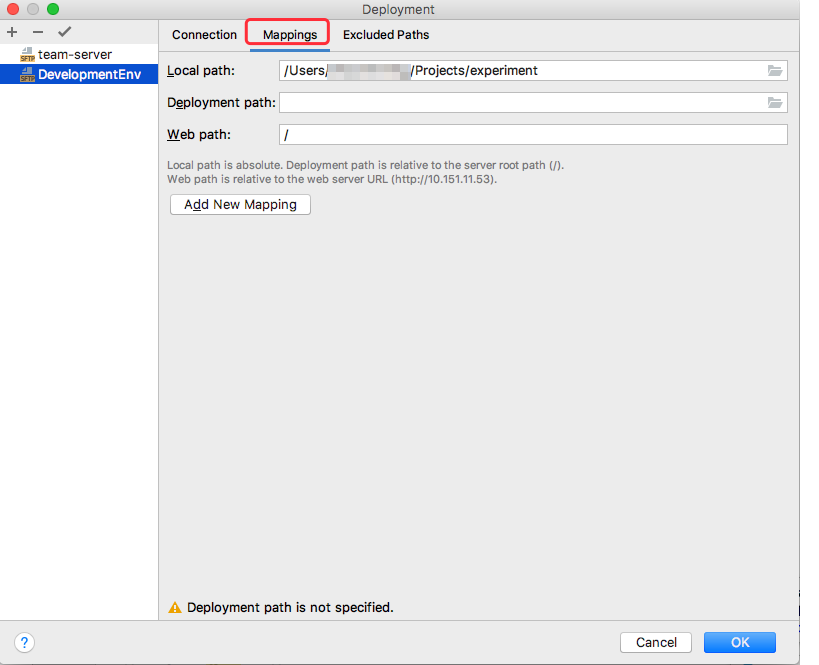 Deployment
Connection Mappings Excluded Paths
SFTP team-server
SFTP DevelopmentEnv
Local path: /Users/ /Projects/experiment
Deployment path:
Web path: /
Local path is absolute. Deployment path is relative to the server root path (/).
Web path is relative to the web server URL (http://10.151.11.53).
Add New Mapping
Deployment path is not specified.
? Cancel OK